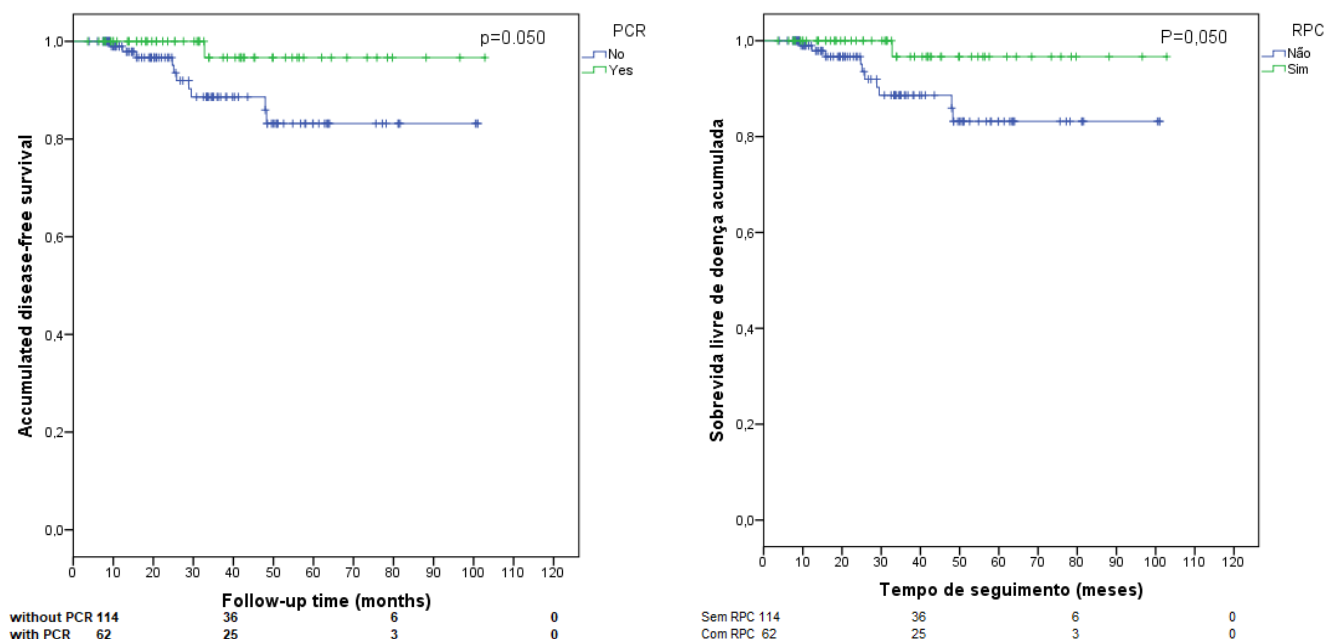 p=0.050
PCR
No
Yes
1,0
0,8
0,6
0,4
0,2
0,0
Accumulated disease-free survival
0 10 20 30 40 50 60 70 80 90 100 110 120
Follow-up time (months)
without PCR 114 36 6 0
with PCR 62 25 3 0
P=0,050
RPC
Não
Sim
1,0
0,8
0,6
0,4
0,2
0,0
Sobrevida livre de doença acumulada
0 10 20 30 40 50 60 70 80 90 100 110 120
Tempo de seguimento (meses)
Sem RPC 114 36 6 0
Com RPC 62 25 3 0